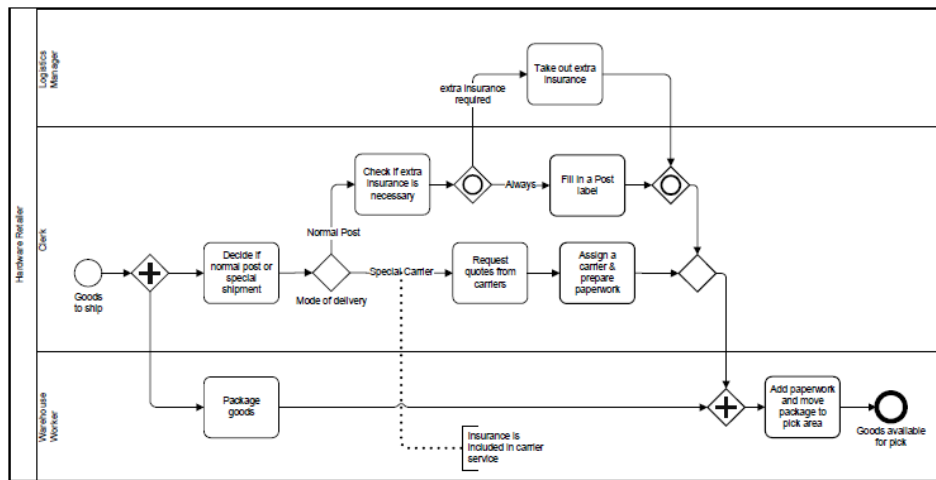 Hardware Retailer
Logistics
Manager
Take out extra
insurance
extra insurance
required
Clerk
Check if extra
insurance is
necessary
Always
Fill in a Post
label
Normal Post
Goods
to ship
Decide if
normal post or
special
shipment
Mode of delivery
Special Carrier
Request
quotes from
carriers
Assign a
carrier &
prepare
paperwork
Warehouse
Worker
Package
goods
Add paperwork
and move
package to
pick area
Goods available
for pick
Insurance is
included in carrier
service